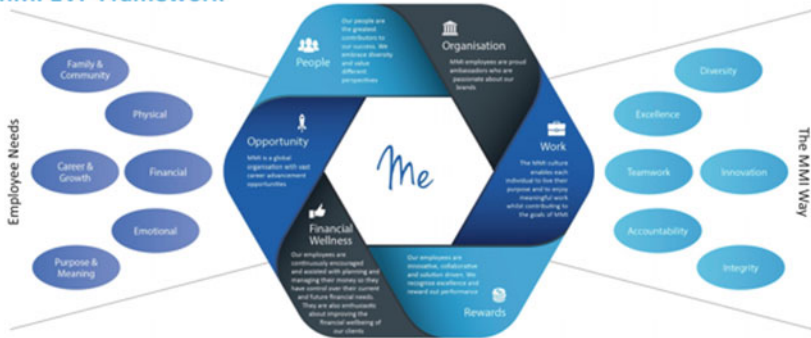 MMI EVP Framework
Employee Needs
Family &
Community
Physical
Career &
Growth
Financial
Emotional
Purpose &
Meaning
People
Our people are
the greatest
contributors to
our success. We
embrace diversity
and value
different
perspectives
Organisation
MMI employees are proud
ambassadors who are
passionate about our
brands
Opportunity
MMI is a global
organisation with vast
career advancement
opportunities
Me
Work
The MMI culture
enables each
individual to live their
purpose and to enjoy
meaningful work
whilst contributing to
the goals of MMI
Financial
Wellness
Our employees are
continuously encouraged
and assisted with planning and
managing their money so they
have control over their current
and future financial needs.
They are also enthusiastic
about improving the
financial wellbeing of
our clients
Our employees are
innovative, collaborative
and solution driven. We
recognise excellence and
reward out performance
Rewards
Diversity
Excellence
Teamwork
Innovation
Accountability
Integrity
The MMI Way